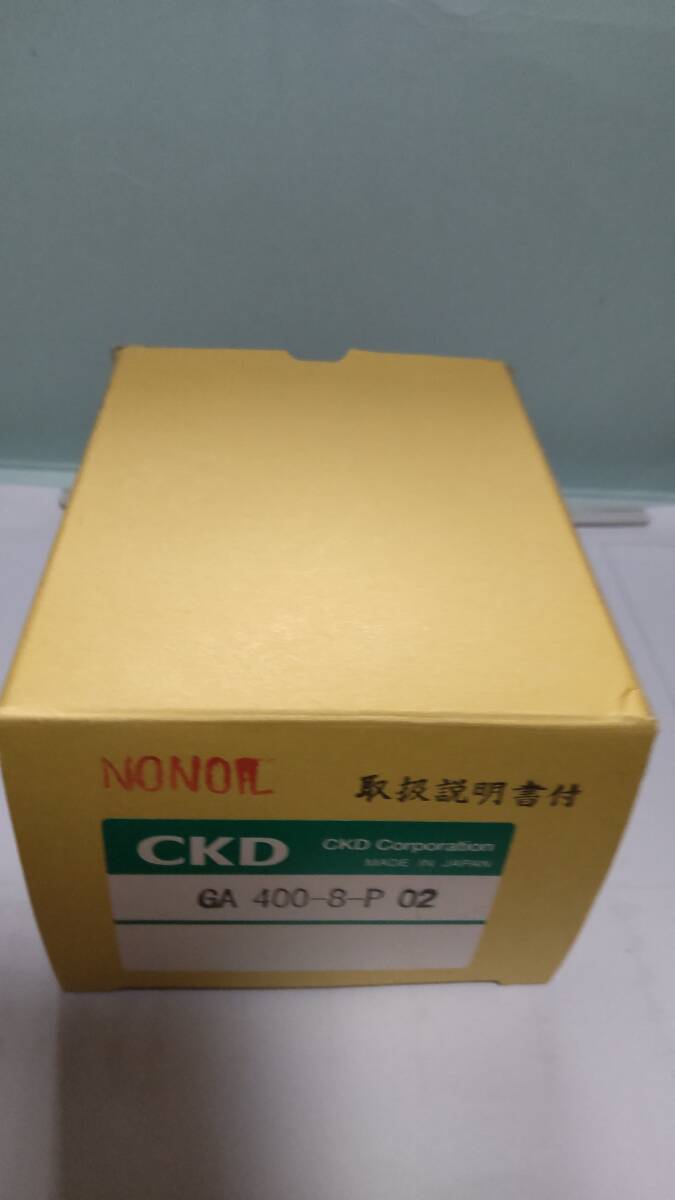 NONOIL
取扱説明書付
CKD
CKD Corporation
MADE IN JAPAN
GA 400-8-P 02